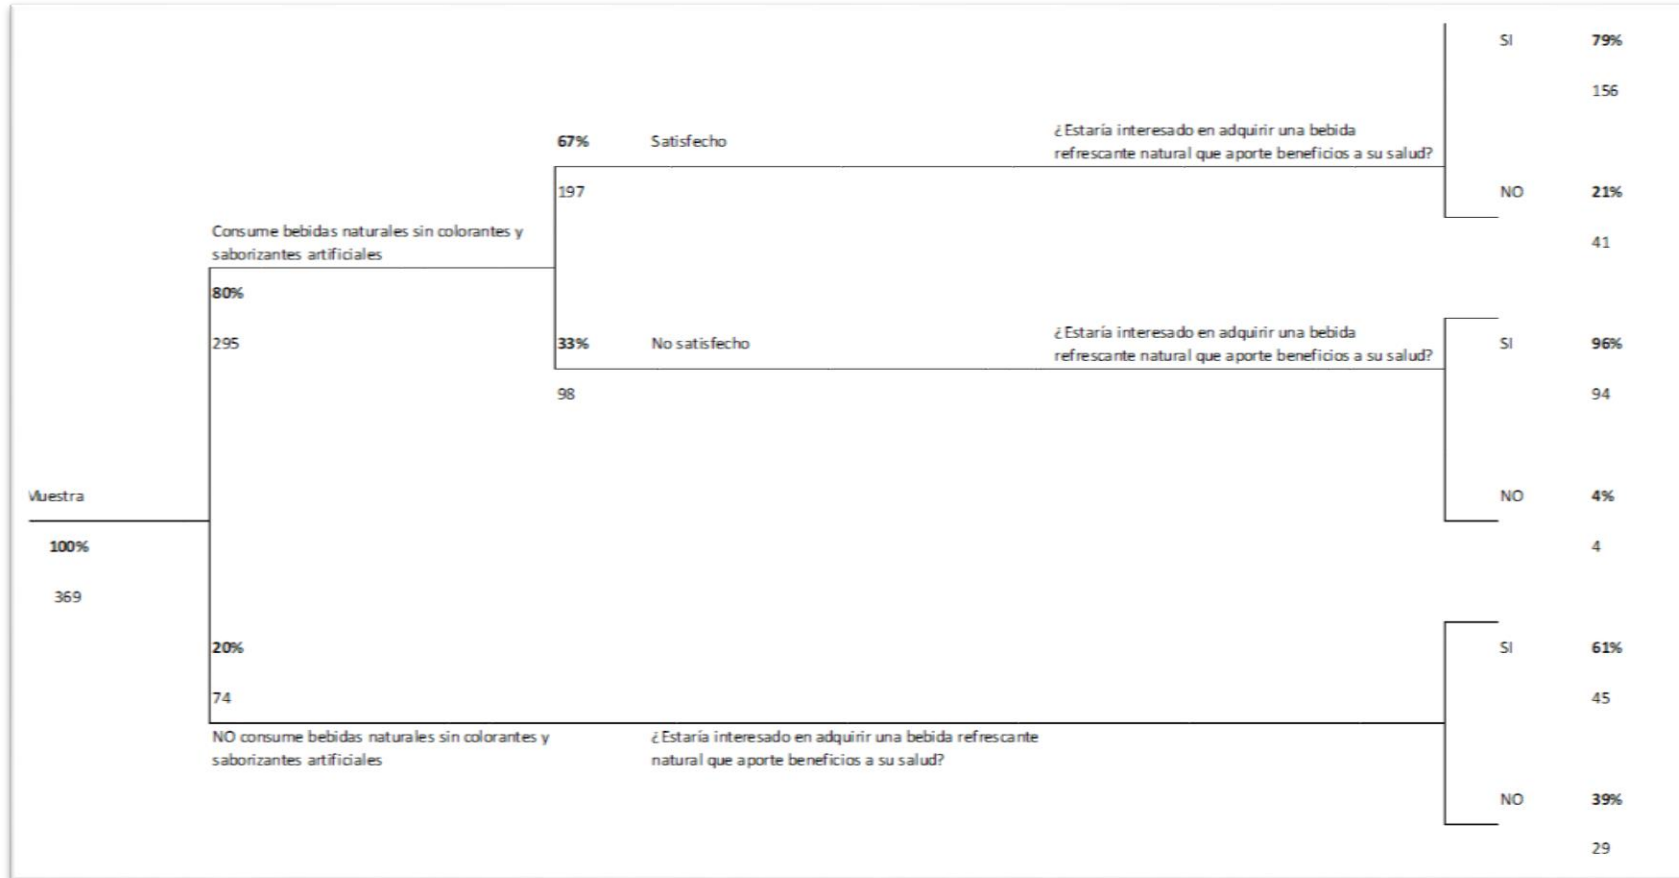 SI 79%
156
67% Satisfecho ¿Estaría interesado en adquirir una bebida
refrescante natural que aporte beneficios a su salud?
197 NO 21%
Consume bebidas naturales sin colorantes y
saborizantes artificiales
41
80%
295 33% No satisfecho ¿Estaría interesado en adquirir una bebida
refrescante natural que aporte beneficios a su salud?
SI 96%
98 94
Muestra NO 4%
100% 4
369
20% SI 61%
74 45
NO consume bebidas naturales sin colorantes y
saborizantes artificiales
¿Estaría interesado en adquirir una bebida refrescante
natural que aporte beneficios a su salud?
NO 39%
29